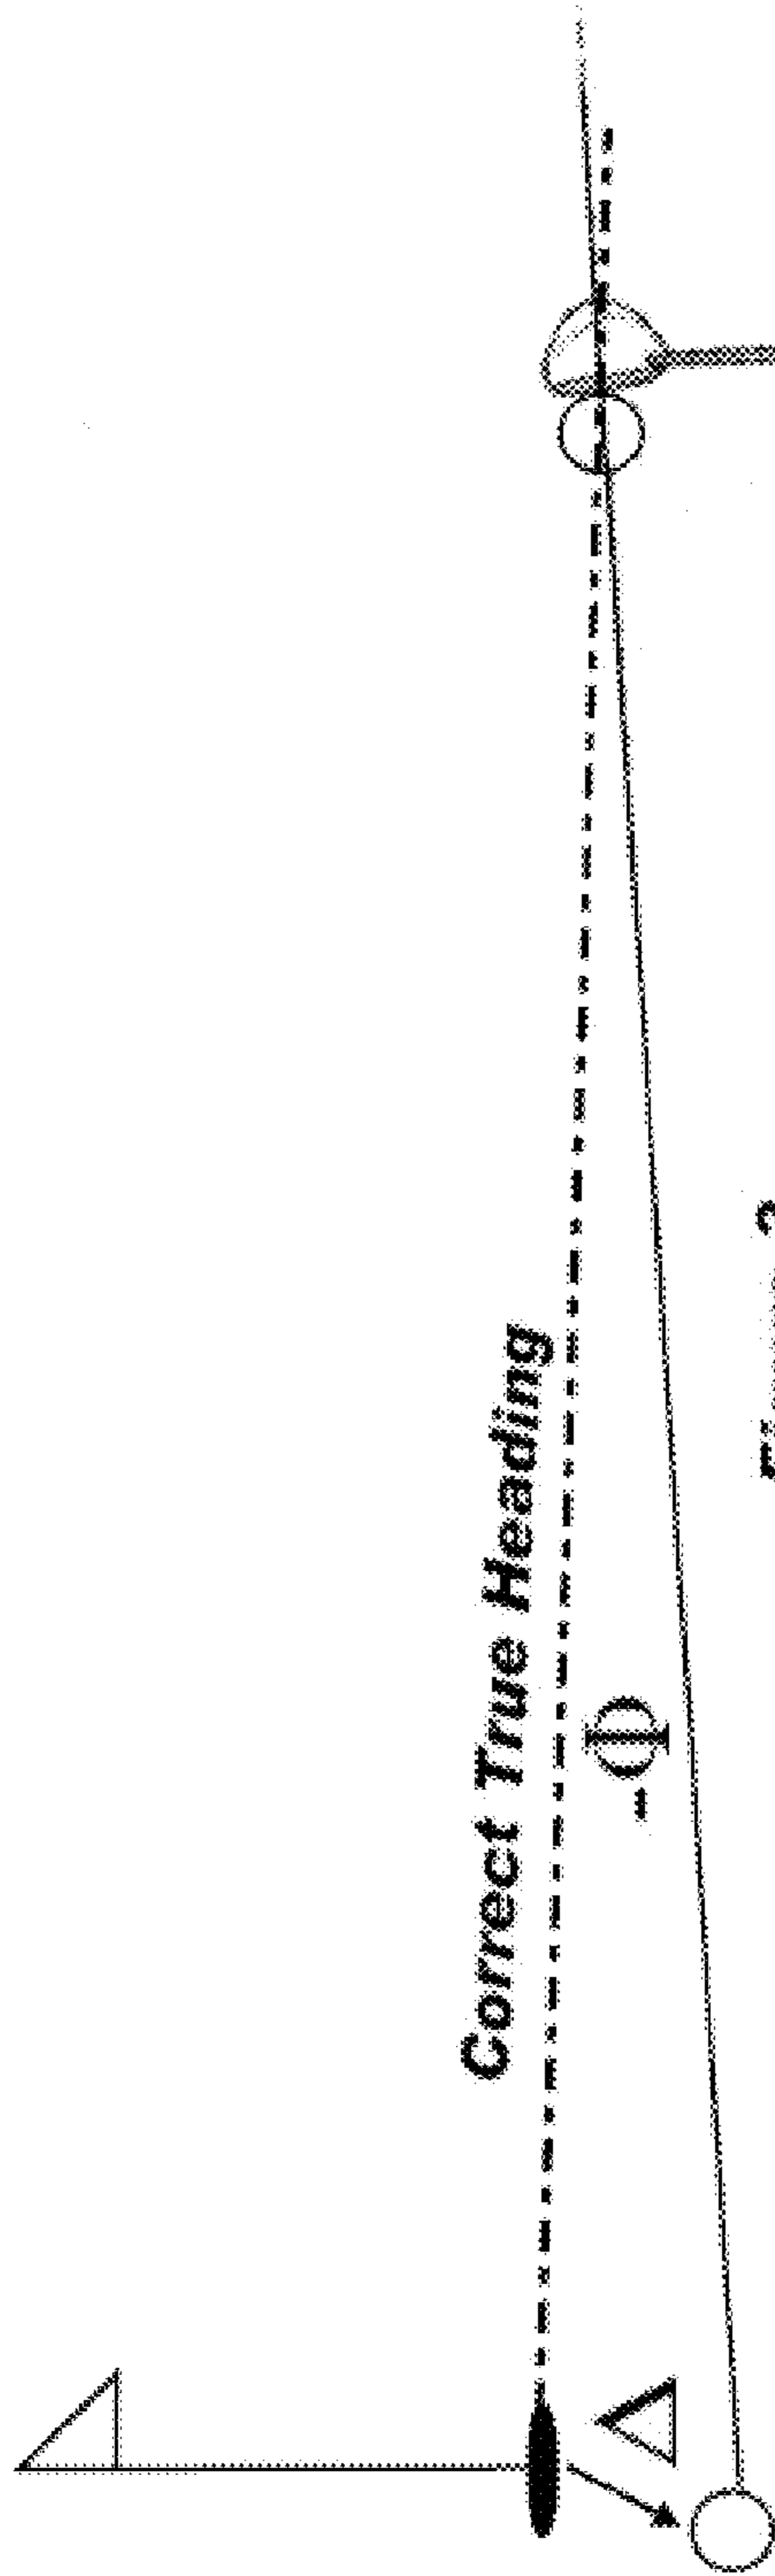 Correct True Heading
-Φ
Δ